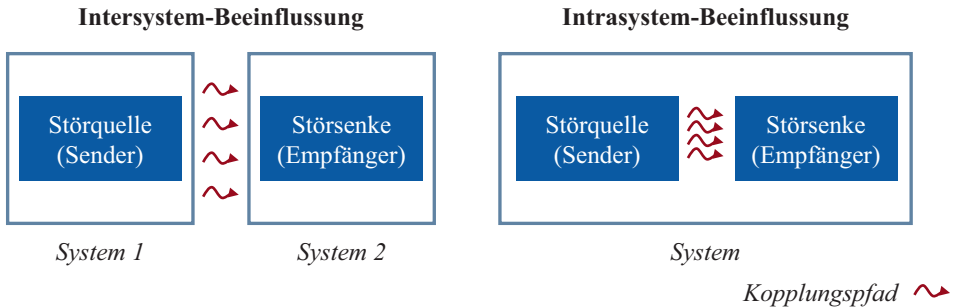 Intersystem-Beeinflussung
Störquelle
(Sender)
Störsenke
(Empfänger)
System 1
System 2
Intrasystem-Beeinflussung
Störquelle
(Sender)
Störsenke
(Empfänger)
System
Kopplungspfad